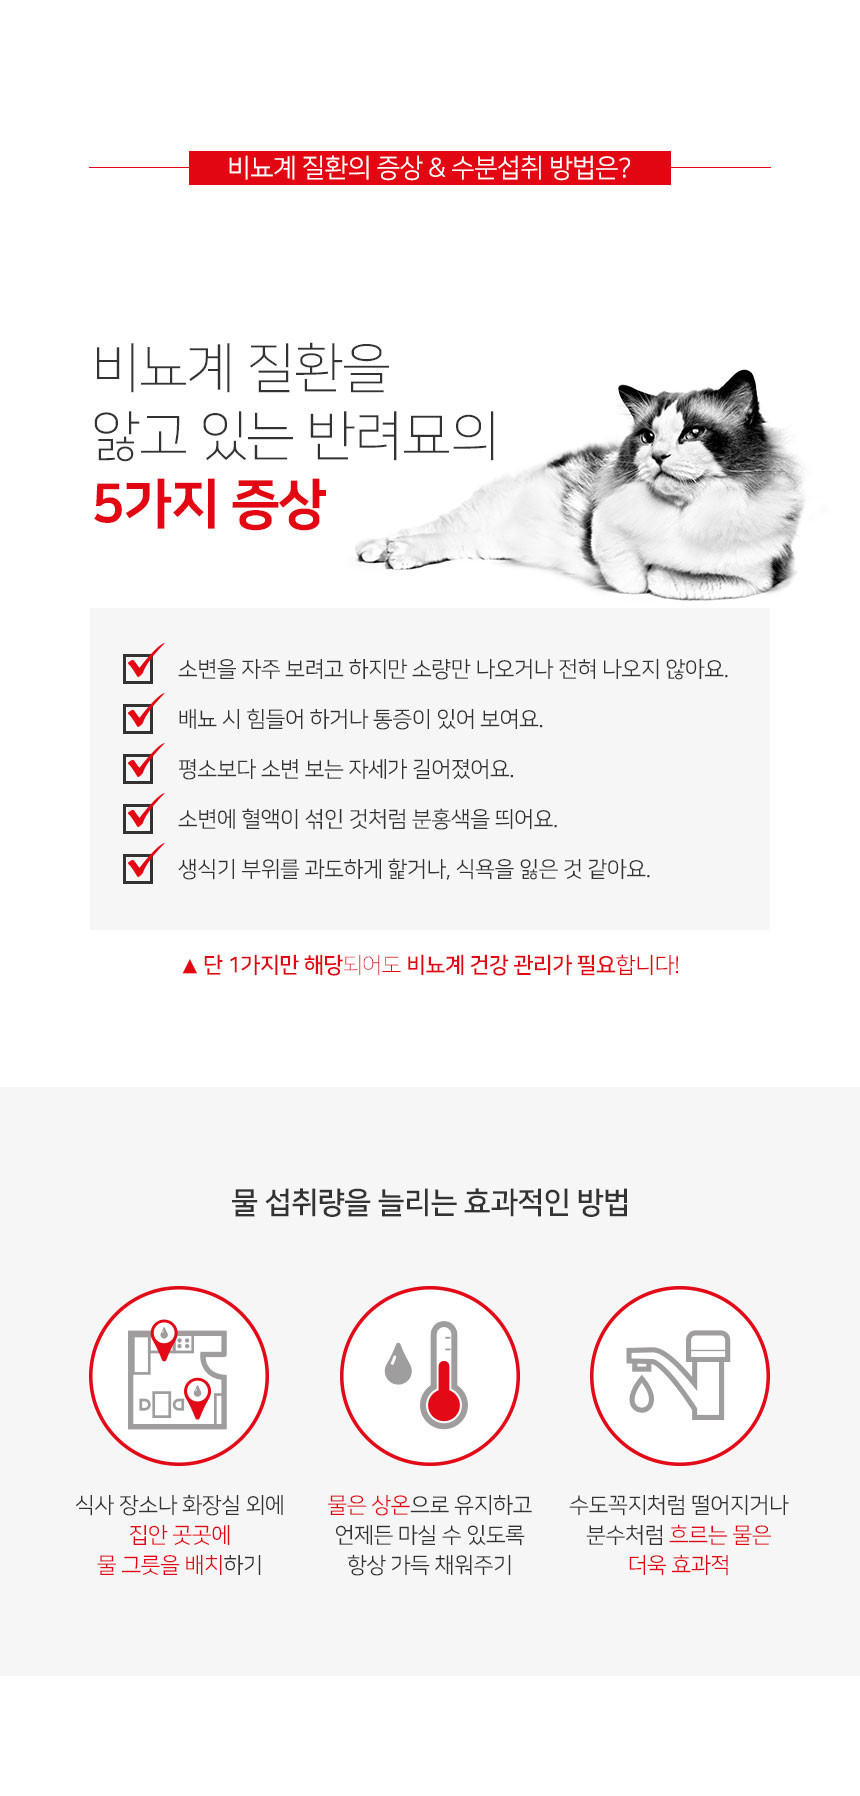 비뇨계 질환의 증상 & 수분섭취 방법은?
비뇨계 질환을
앓고 있는 반려묘의
5가지 증상
소변을 자주 보려고 하지만 소량만 나오거나 전혀 나오지 않아요.
배뇨 시 힘들어 하거나 통증이 있어 보여요.
평소보다 소변 보는 자세가 길어졌어요.
소변에 혈액이 섞인 것처럼 분홍색을 띄어요.
생식기 부위를 과도하게 핥거나, 식욕을 잃은 것 같아요.
▲ 단 1가지만 해당되어도 비뇨계 건강 관리가 필요합니다!
물 섭취량을 늘리는 효과적인 방법
식사 장소나 화장실 외에
집안 곳곳에
물 그릇을 배치하기
물은 상온으로 유지하고
언제든 마실 수 있도록
항상 가득 채워주기
수도꼭지처럼 떨어지거나
분수처럼 흐르는 물은
더욱 효과적